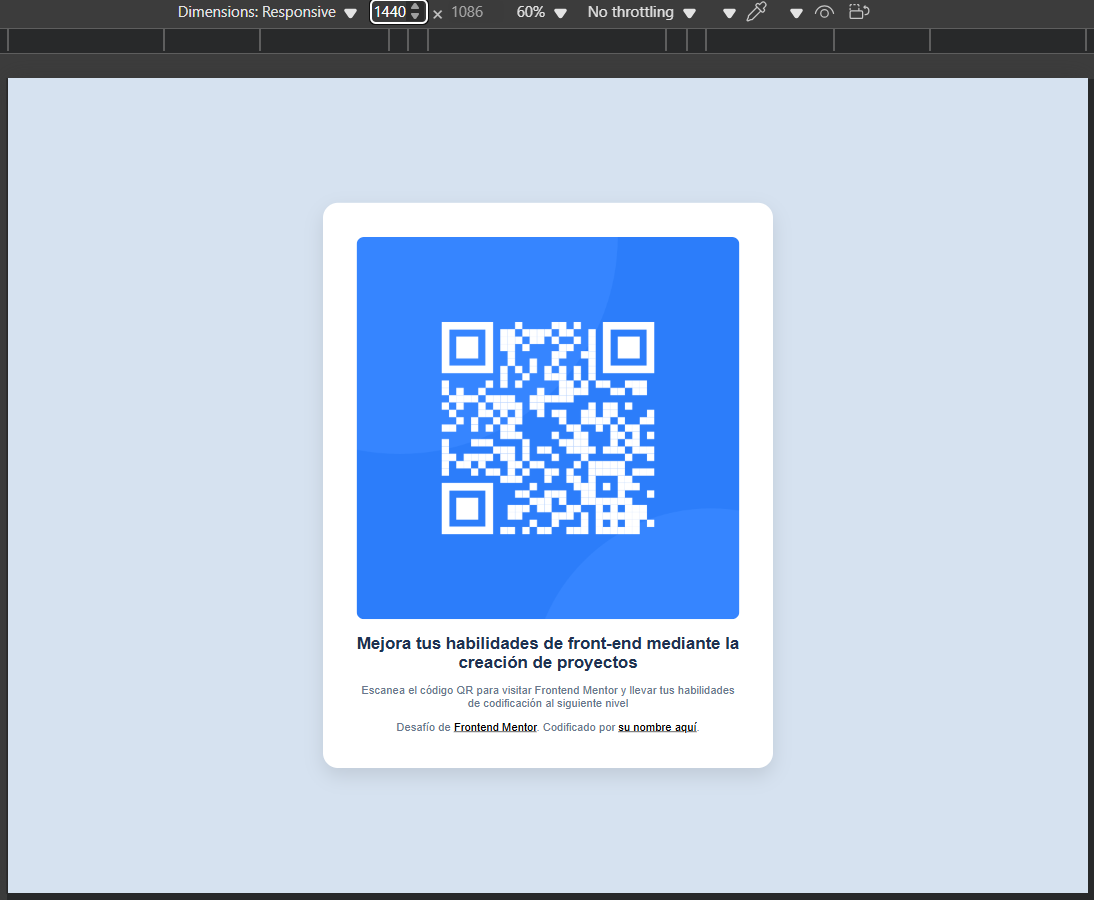 Dimensions: Responsive 1440 × 1086 60% No throttling
Mejora tus habilidades de front-end mediante la
creación de proyectos
Escanea el código QR para visitar Frontend Mentor y llevar tus habilidades
de codificación al siguiente nivel
Desafío de Frontend Mentor. Codificado por su nombre aquí.